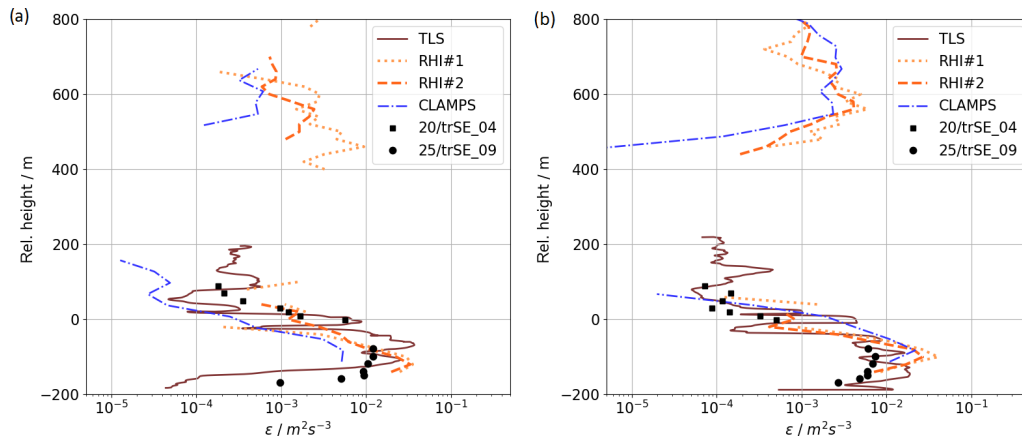 (a)
800
600
400
200
0
−200
Rel. height / m
10⁻⁵ 10⁻⁴ 10⁻³ 10⁻² 10⁻¹
ε / m²s⁻³
TLS
RHI#1
RHI#2
CLAMPS
20/trSE_04
25/trSE_09
(b)
800
600
400
200
0
−200
Rel. height / m
10⁻⁵ 10⁻⁴ 10⁻³ 10⁻² 10⁻¹
ε / m²s⁻³
TLS
RHI#1
RHI#2
CLAMPS
20/trSE_04
25/trSE_09